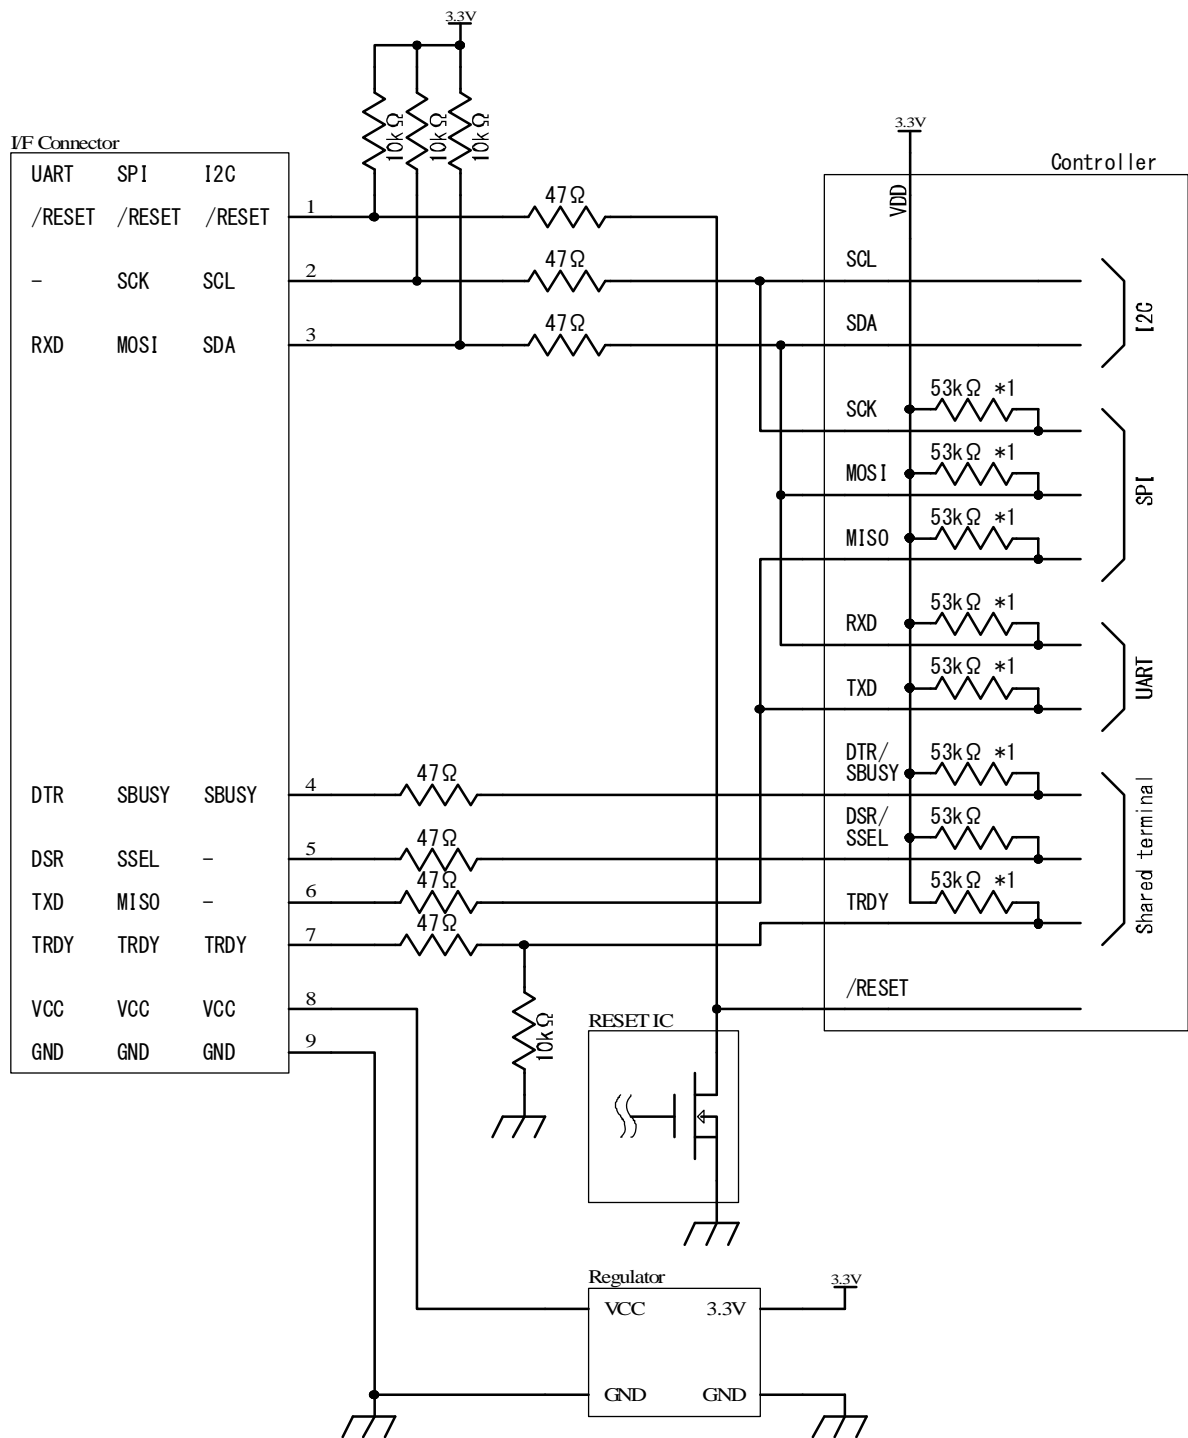 3.3V
10kΩ
10kΩ
10kΩ
I/F Connector
UART SPI I2C
/RESET /RESET /RESET 1
47Ω
- SCK SCL 2
47Ω
RXD MOSI SDA 3
47Ω
3.3V
Controller
VDD
SCL
SDA
I2C
SCK 53kΩ *1
MOSI 53kΩ *1
MISO 53kΩ *1
SPI
RXD 53kΩ *1
TXD 53kΩ *1
UART
DTR/
SBUSY 53kΩ *1
DSR/
SSEL 53kΩ
TRDY 53kΩ *1
Shared terminal
/RESET
DTR SBUSY SBUSY 4
47Ω
DSR SSEL - 5
47Ω
TXD MISO - 6
47Ω
TRDY TRDY TRDY 7
47Ω
VCC VCC VCC 8
GND GND GND 9
10kΩ
RESET IC
Regulator
VCC 3.3V
GND GND
3.3V